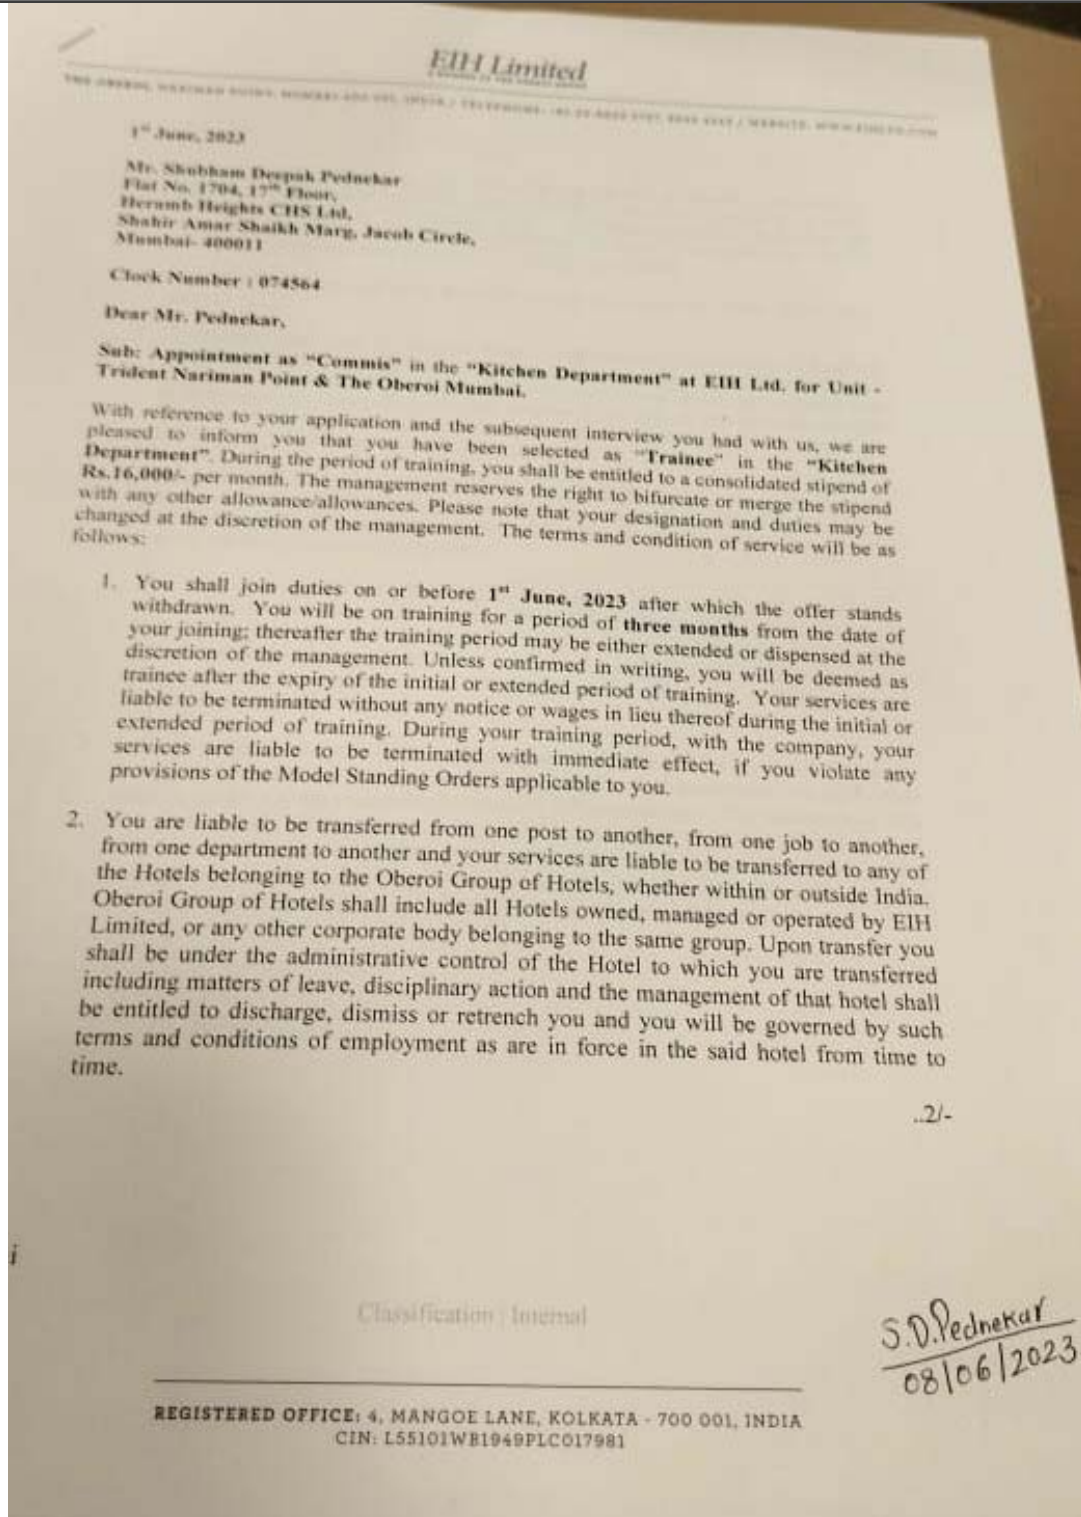 EIH Limited
A MEMBER OF THE OBEROI GROUP
THE OBEROI, NARIMAN POINT, MUMBAI 400 021, INDIA / TELEPHONE: / WEBSITE:
1st June, 2023
Mr. Shubham Deepak Pednekar
Flat No. 1704, 17th Floor,
Heramb Heights CHS Ltd,
Shahir Amar Shaikh Marg, Jacob Circle,
Mumbai- 400011
Clock Number : 074564
Dear Mr. Pednekar,
Sub: Appointment as "Commis" in the "Kitchen Department" at EIH Ltd. for Unit -
Trident Nariman Point & The Oberoi Mumbai.
With reference to your application and the subsequent interview you had with us, we are
pleased to inform you that you have been selected as "Trainee" in the "Kitchen
Department". During the period of training, you shall be entitled to a consolidated stipend of
Rs.16,000/- per month. The management reserves the right to bifurcate or merge the stipend
with any other allowance/allowances. Please note that your designation and duties may be
changed at the discretion of the management. The terms and condition of service will be as
follows:
1. You shall join duties on or before 1st June, 2023 after which the offer stands
withdrawn. You will be on training for a period of three months from the date of
your joining; thereafter the training period may be either extended or dispensed at the
discretion of the management. Unless confirmed in writing, you will be deemed as
trainee after the expiry of the initial or extended period of training. Your services are
liable to be terminated without any notice or wages in lieu thereof during the initial or
extended period of training. During your training period, with the company, your
services are liable to be terminated with immediate effect, if you violate any
provisions of the Model Standing Orders applicable to you.
2. You are liable to be transferred from one post to another, from one job to another,
from one department to another and your services are liable to be transferred to any of
the Hotels belonging to the Oberoi Group of Hotels, whether within or outside India.
Oberoi Group of Hotels shall include all Hotels owned, managed or operated by EIH
Limited, or any other corporate body belonging to the same group. Upon transfer you
shall be under the administrative control of the Hotel to which you are transferred
including matters of leave, disciplinary action and the management of that hotel shall
be entitled to discharge, dismiss or retrench you and you will be governed by such
terms and conditions of employment as are in force in the said hotel from time to
time.
..2/-
i
Classification : Internal
S.D.Pednekar
08/06/2023
REGISTERED OFFICE: 4, MANGOE LANE, KOLKATA - 700 001, INDIA
CIN: L55101WB1949PLC017981